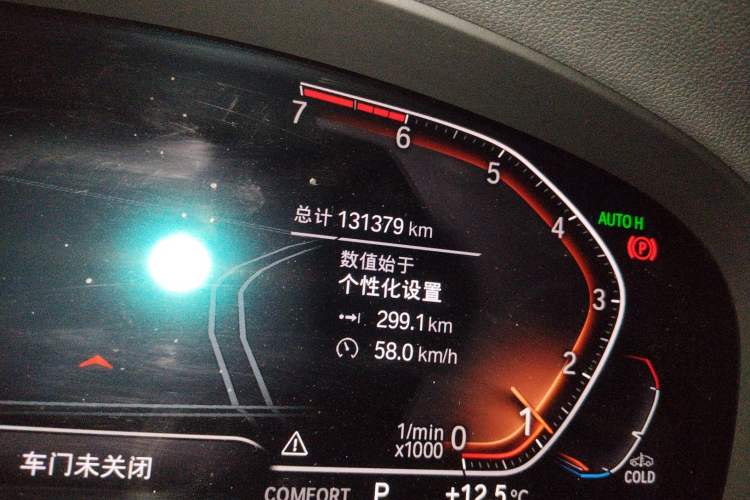 7
6
5
4
3
2
1
0
AUTO H
P
总计 131379 km
数值始于
个性化设置
299.1 km
58.0 km/h
1/min
x1000
车门未关闭
COLD
COMFORT P +12.5°C